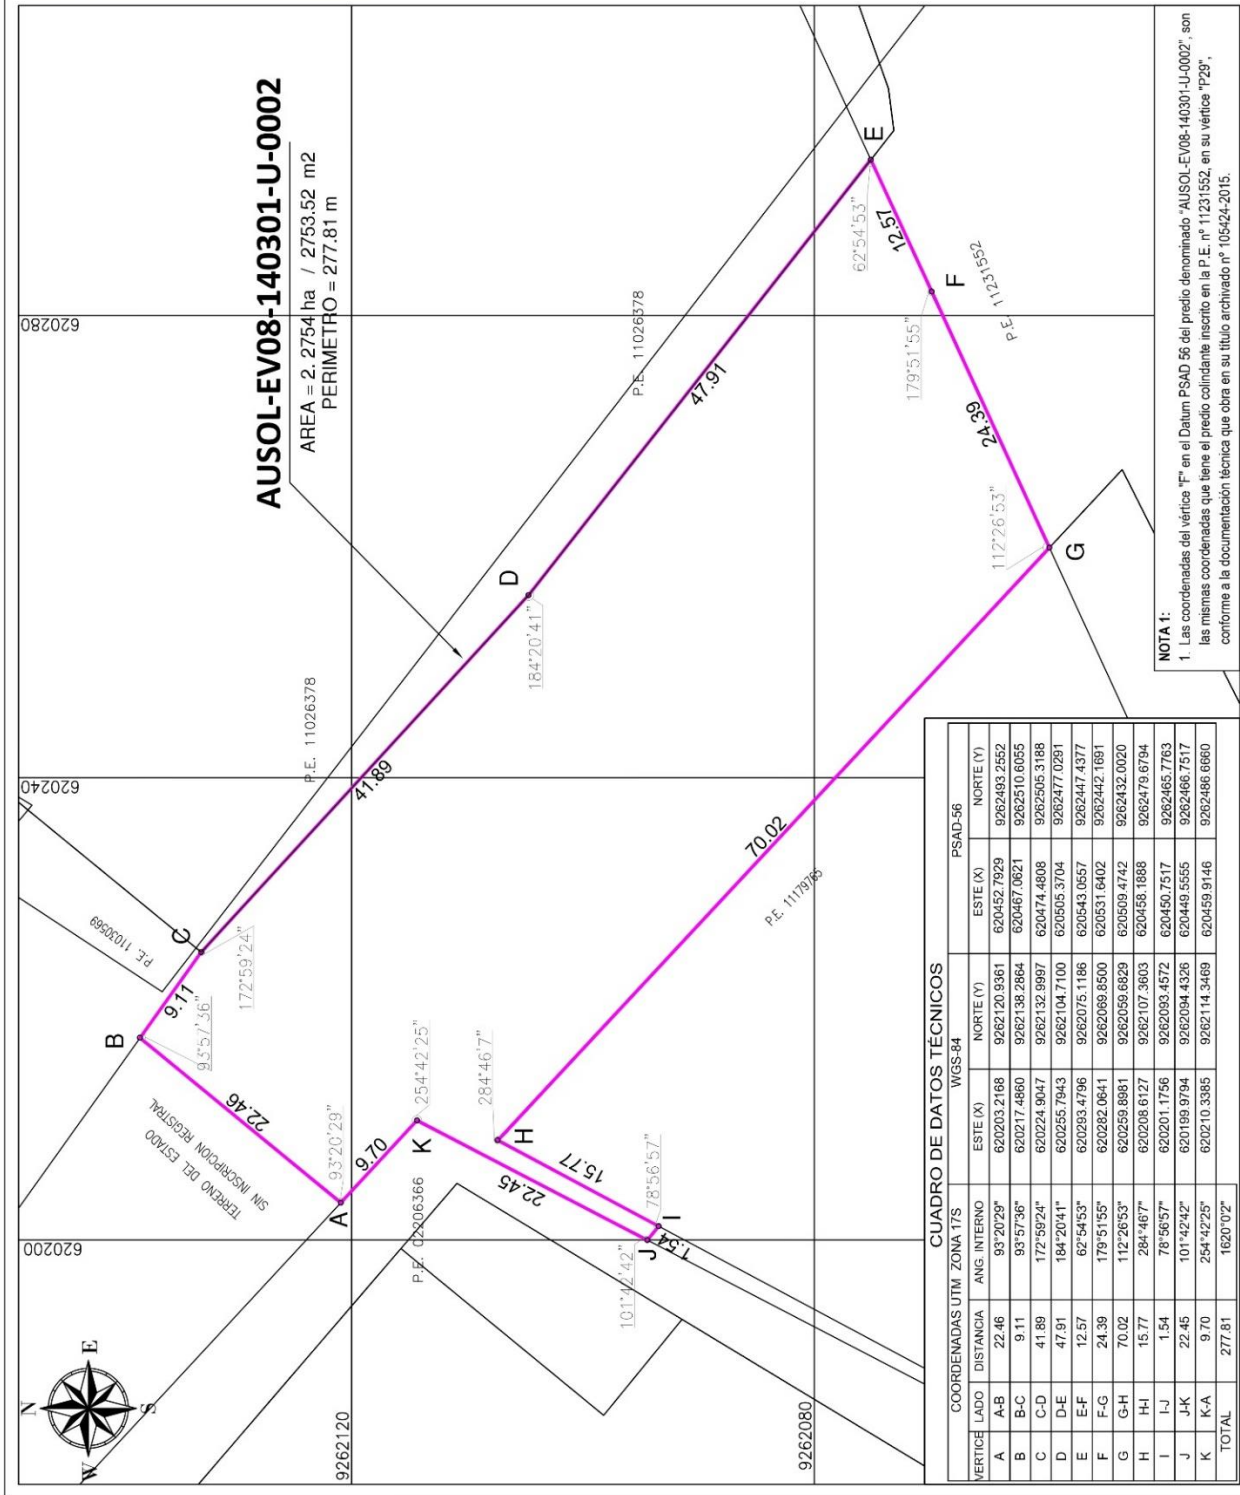 AUSOL-EV08-140301-U-0002
AREA = 2. 2754 ha / 2753.52 m2
PERIMETRO = 277.81 m
N
W
E
S
620200
620240
620280
9262120
9262080
TERRENO DEL ESTADO
SIN INSCRIPCION REGISTRAL
P.E. 11030569
P.E. 11026378
P.E. 11026378
P.E. 02206366
P.E. 11179765
P.E. 11231552
A
93°20'29"
22.46
B
93°57'36"
9.11
C
172°59'24"
41.89
D
184°20'41"
47.91
E
62°54'53"
12.57
F
179°51'55"
24.39
G
112°26'53"
70.02
H
284°46'7"
15.77
I
78°56'57"
1.54
J
101°42'42"
22.45
K
254°42'25"
9.70
CUADRO DE DATOS TÉCNICOS
COORDENADAS UTM ZONA 17S WGS-84 PSAD-56
VERTICE LADO DISTANCIA ANG. INTERNO ESTE (X) NORTE (Y) ESTE (X) NORTE (Y)
A A-B 22.46 93°20'29" 620203.2168 9262120.9361 620452.7929 9262493.2552
B B-C 9.11 93°57'36" 620217.4860 9262138.2864 620467.0621 9262510.6055
C C-D 41.89 172°59'24" 620224.9047 9262132.9997 620474.4808 9262505.3188
D D-E 47.91 184°20'41" 620255.7943 9262104.7100 620505.3704 9262477.0291
E E-F 12.57 62°54'53" 620293.4796 9262075.1186 620543.0557 9262447.4377
F F-G 24.39 179°51'55" 620282.0641 9262069.8500 620531.6402 9262442.1691
G G-H 70.02 112°26'53" 620259.8981 9262059.6829 620509.4742 9262432.0020
H H-I 15.77 284°46'7" 620208.6127 9262107.3603 620458.1888 9262479.6794
I I-J 1.54 78°56'57" 620201.1756 9262093.4572 620450.7517 9262465.7763
J J-K 22.45 101°42'42" 620199.9794 9262094.4326 620449.5555 9262466.7517
K K-A 9.70 254°42'25" 620210.3385 9262114.3469 620459.9146 9262486.6660
TOTAL 277.81 1620°0'2"
NOTA 1:
1. Las coordenadas del vértice "F" en el Datum PSAD 56 del predio denominado "AUSOL-EV08-140301-U-0002", son
las mismas coordenadas que tiene el predio colindante inscrito en la P.E. nº 11231552, en su vértice "P29",
conforme a la documentación técnica que obra en su título archivado nº 105424-2015.